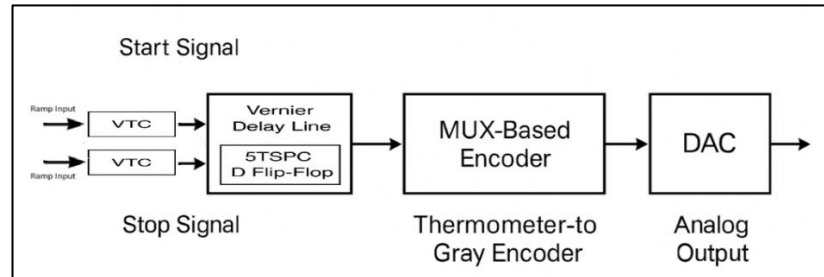 Start Signal
Ramp Input
VTC
Ramp Input
VTC
Stop Signal
Vernier
Delay Line
5TSPC
D Flip-Flop
MUX-Based
Encoder
Thermometer-to
Gray Encoder
DAC
Analog
Output